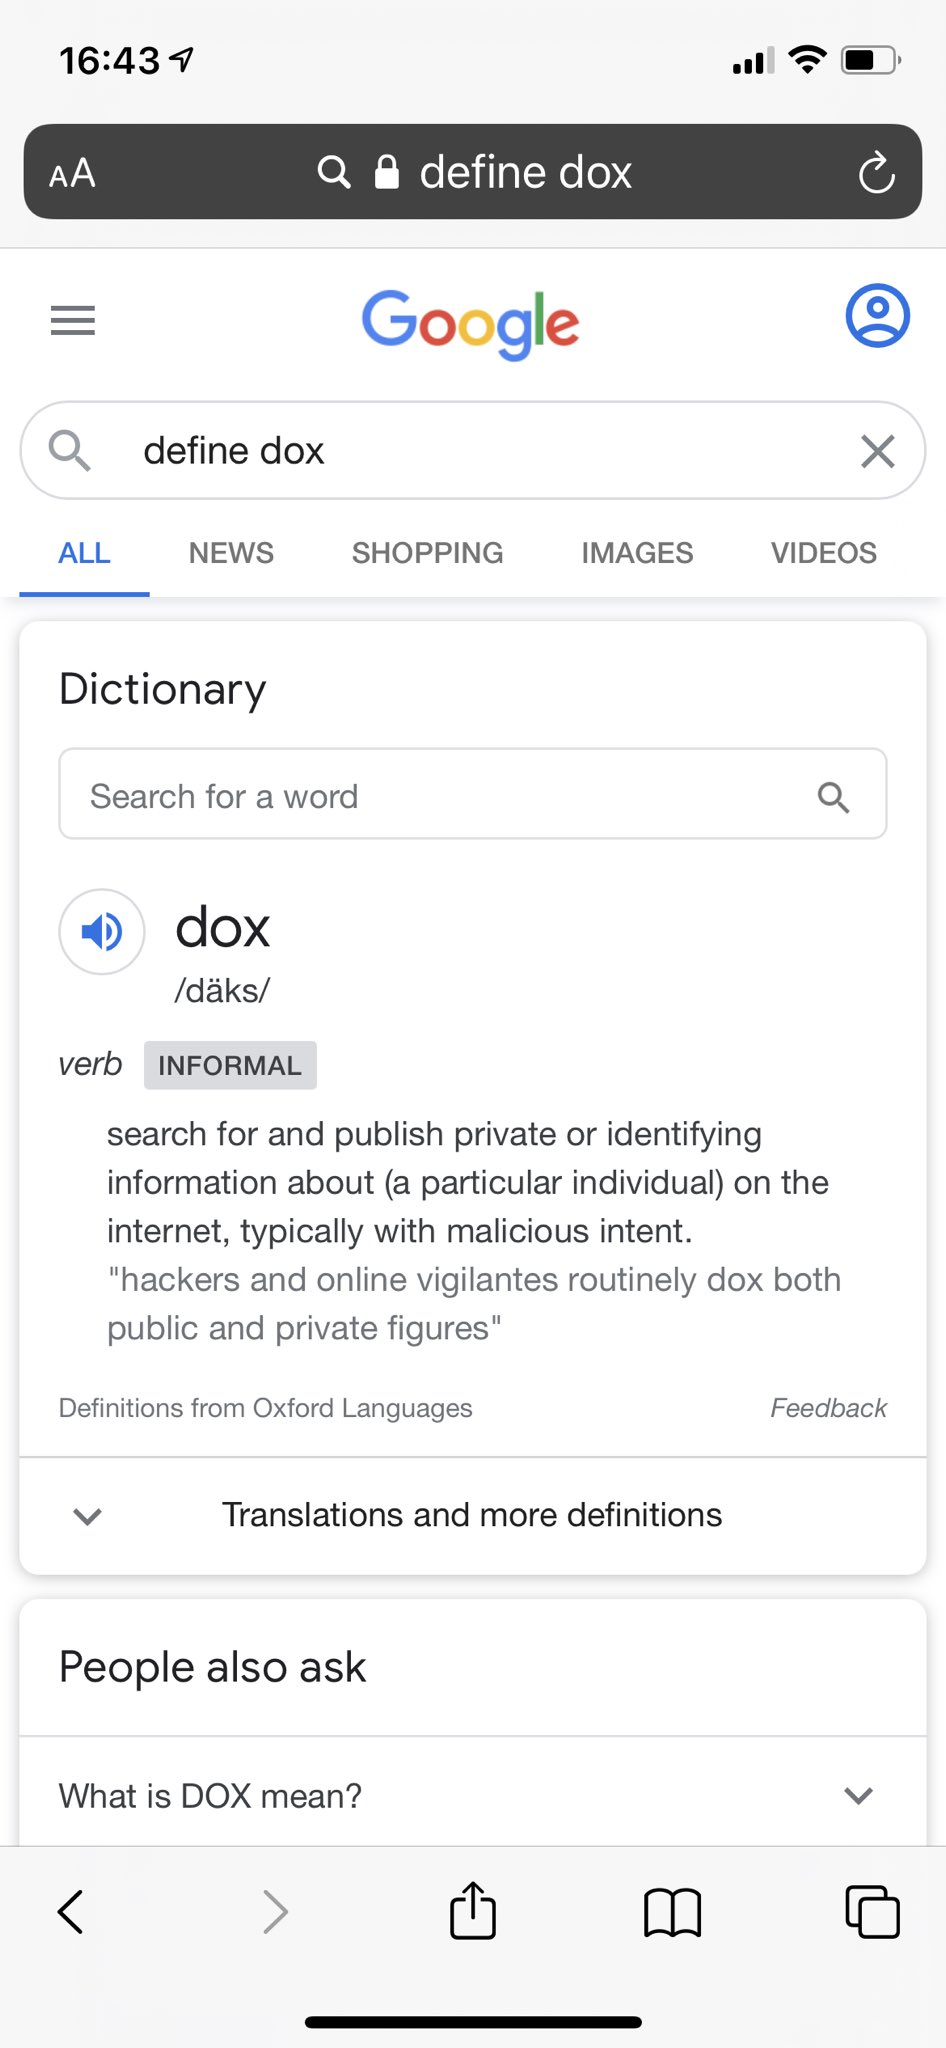 16:43
AA define dox
Google
define dox
ALL NEWS SHOPPING IMAGES VIDEOS
Dictionary
Search for a word
dox
/däks/
verb INFORMAL
search for and publish private or identifying
information about (a particular individual) on the
internet, typically with malicious intent.
"hackers and online vigilantes routinely dox both
public and private figures"
Definitions from Oxford Languages Feedback
Translations and more definitions
People also ask
What is DOX mean?